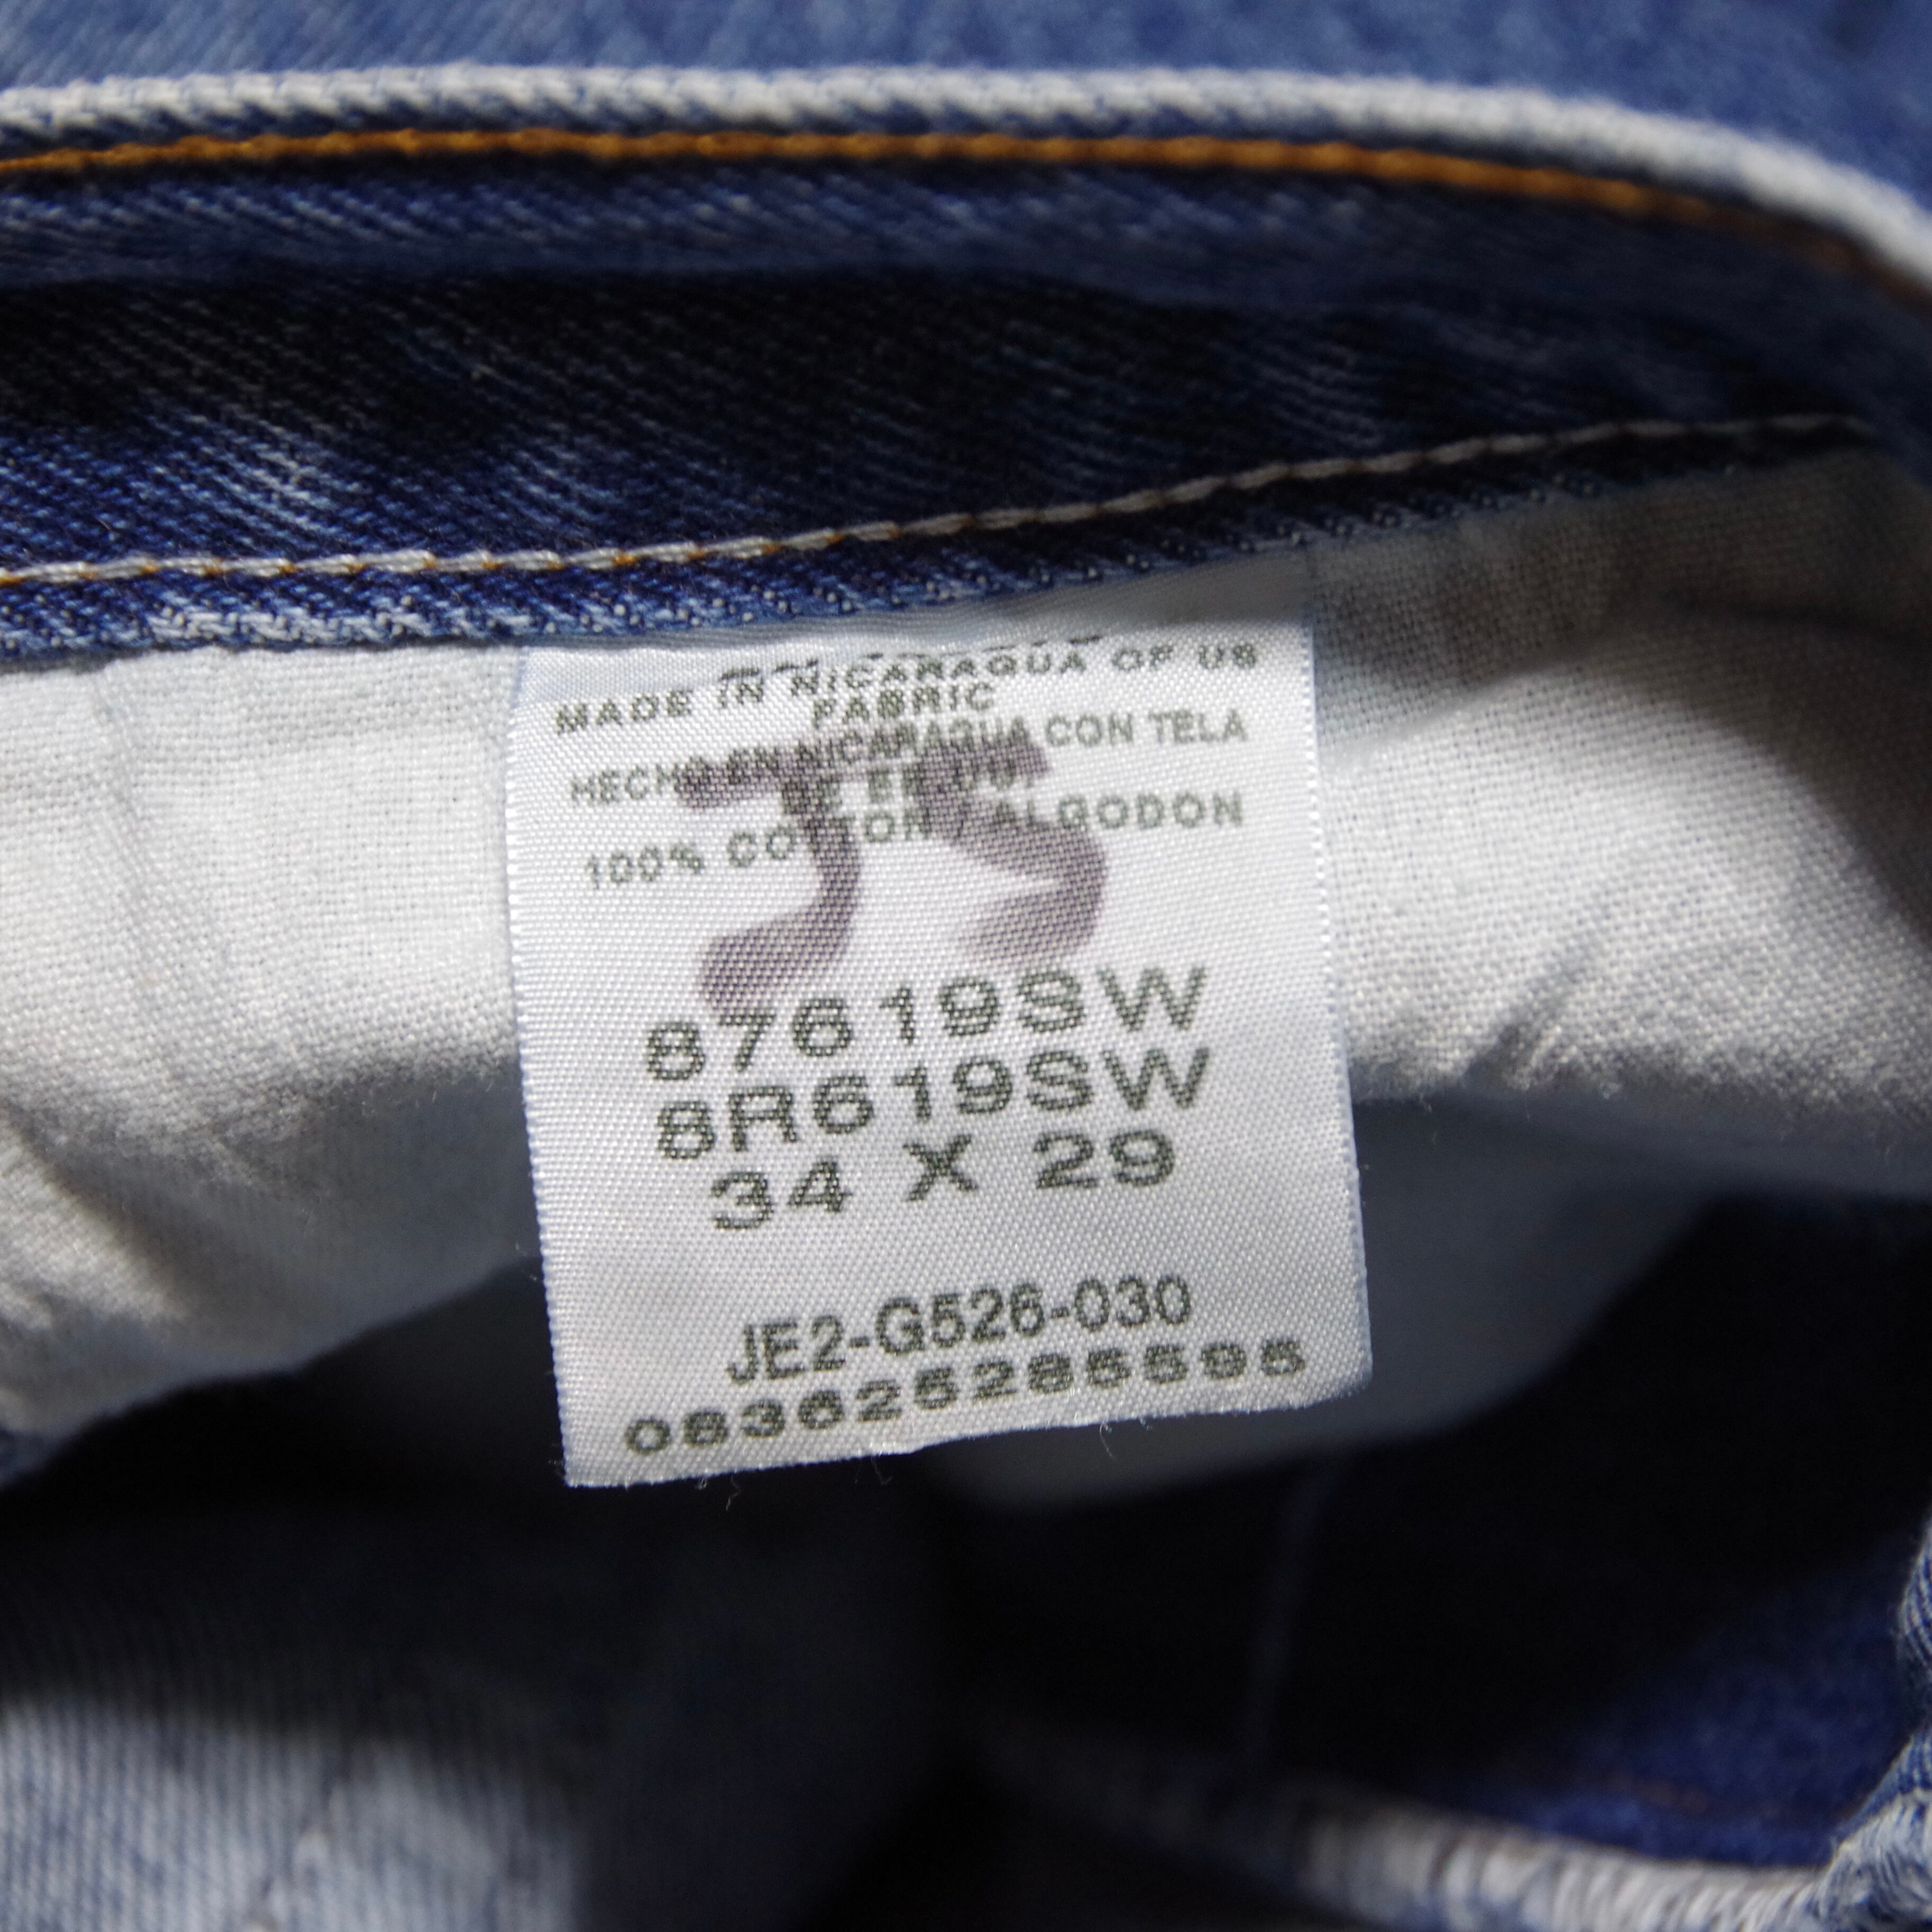 MADE IN NICARAGUA OF US
FABRIC
HECHO EN NICARAGUA CON TELA
DE EE UU.
100% COTTON / ALGODON
JS
87619SW
8R619SW
34 X 29
JE2-G526-030
083625285595